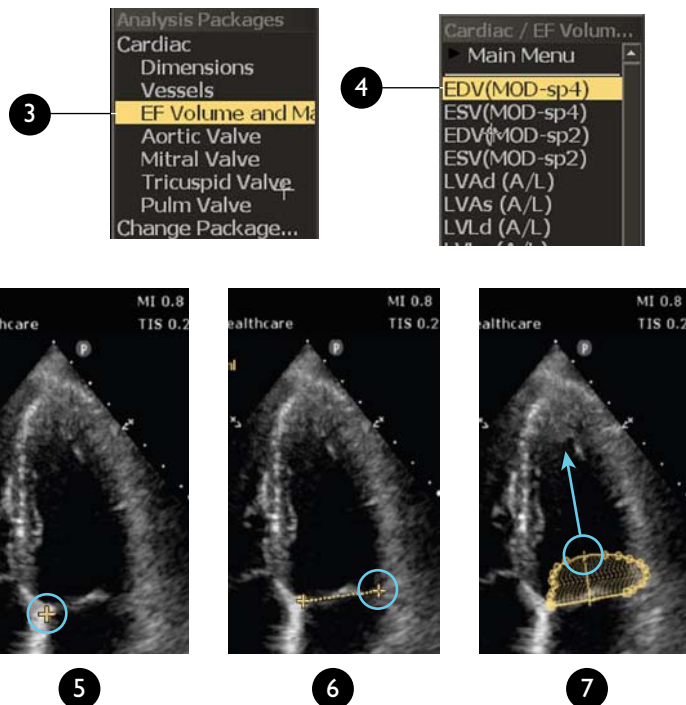 Analysis Packages
Cardiac
Dimensions
Vessels
3
EF Volume and Ma
Aortic Valve
Mitral Valve
Tricuspid Valve
Pulm Valve
Change Package...
Cardiac / EF Volum...
Main Menu
4
EDV(MOD-sp4)
ESV(MOD-sp4)
EDV(MOD-sp2)
ESV(MOD-sp2)
LVAd (A/L)
LVAs (A/L)
LVLd (A/L)
MI 0.8
hcare TIS 0.2
P
MI 0.8
ealthcare TIS 0.2
P
MI 0.8
althcare TIS 0.2
P
5
6
7